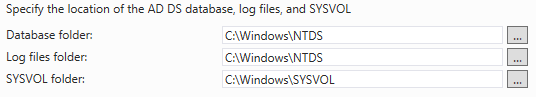 Specify the location of the AD DS database, log files, and SYSVOL
Database folder: C:\Windows\NTDS ...
Log files folder: C:\Windows\NTDS ...
SYSVOL folder: C:\Windows\SYSVOL ...